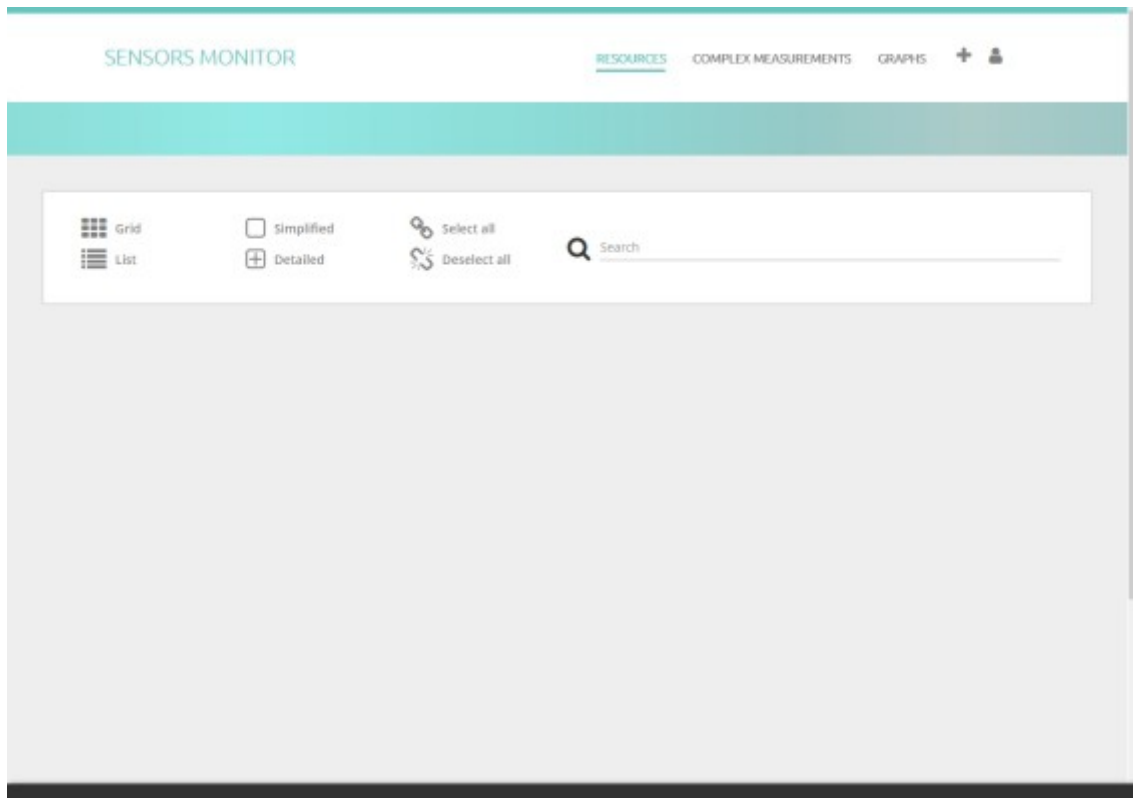 SENSORS MONITOR
RESOURCES COMPLEX MEASUREMENTS GRAPHS
Grid
List
Simplified
Detailed
Select all
Deselect all
Search